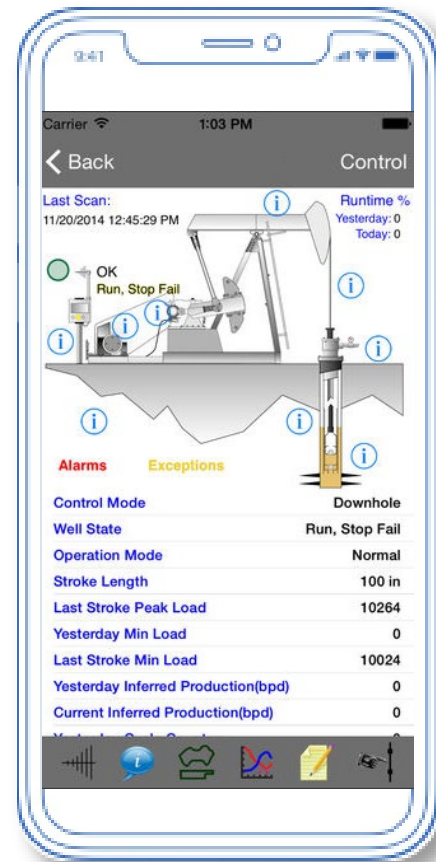 9:41
Carrier 1:03 PM
Back Control
Last Scan: Runtime %
11/20/2014 12:45:29 PM Yesterday: 0
Today: 0
OK
Run, Stop Fail
Alarms Exceptions
Control Mode Downhole
Well State Run, Stop Fail
Operation Mode Normal
Stroke Length 100 in
Last Stroke Peak Load 10264
Yesterday Min Load 0
Last Stroke Min Load 10024
Yesterday Inferred Production(bpd) 0
Current Inferred Production(bpd) 0